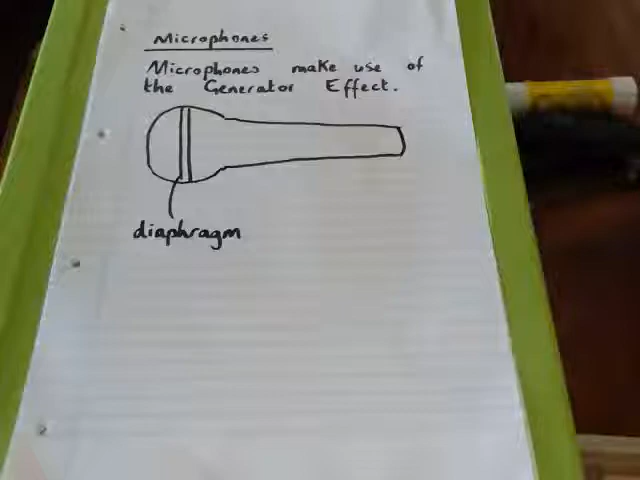 Microphones
Microphones make use of
the Generator Effect.
diaphragm